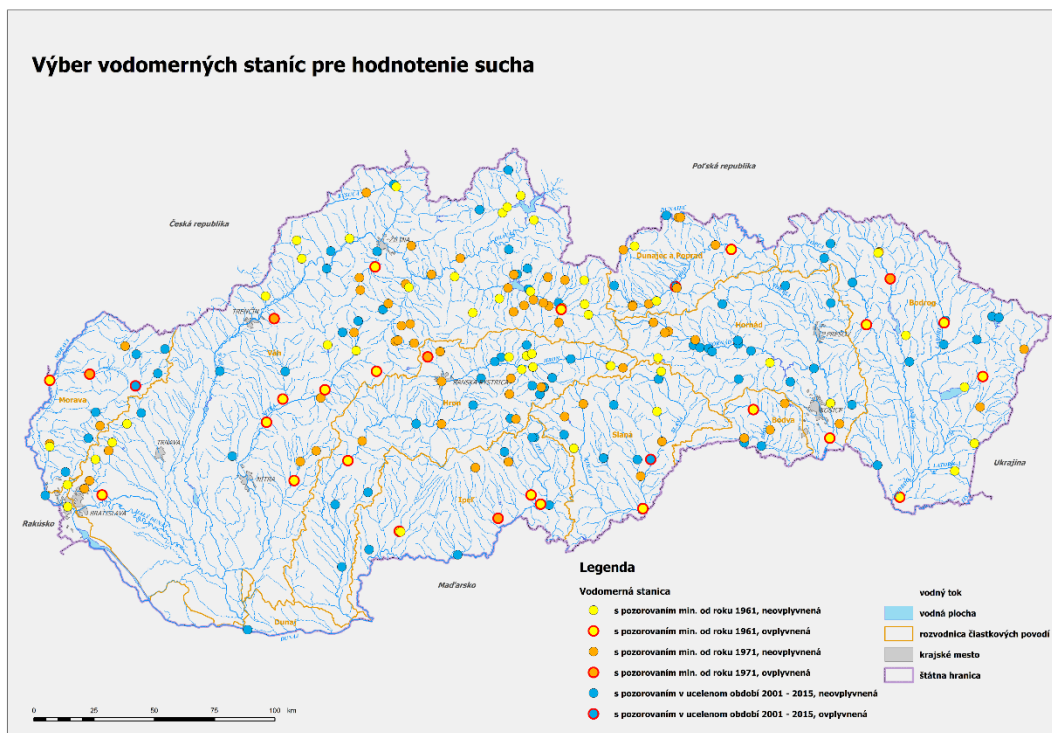 Výber vodomerných staníc pre hodnotenie sucha
Poľská republika
Česká republika
Dunajec a Poprad
Bodrog
Hornád
TRENČÍN
Váh
Morava
BANSKÁ BYSTRICA
Hron
Bodva
Slaná
TRNAVA
NITRA
Ipeľ
Ukrajina
Rakúsko
BRATISLAVA
Maďarsko
Dunaj
DUNAJ
Legenda
Vodomerná stanica
s pozorovaním min. od roku 1961, neovplyvnená
s pozorovaním min. od roku 1961, ovplyvnená
s pozorovaním min. od roku 1971, neovplyvnená
s pozorovaním min. od roku 1971, ovplyvnená
s pozorovaním v ucelenom období 2001 - 2015, neovplyvnená
s pozorovaním v ucelenom období 2001 - 2015, ovplyvnená
vodný tok
vodná plocha
rozvodnica čiastkových povodí
krajské mesto
štátna hranica
0 25 50 75 100 km